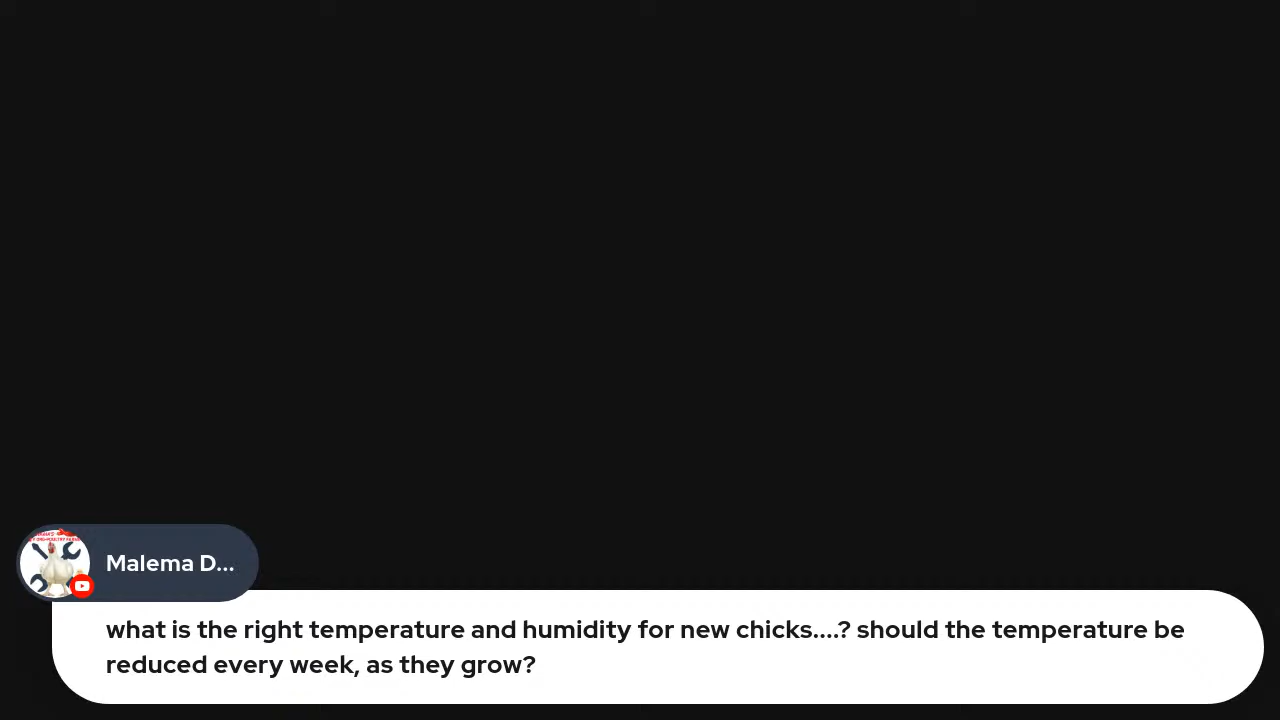 Malema D...
what is the right temperature and humidity for new chicks....? should the temperature be
reduced every week, as they grow?